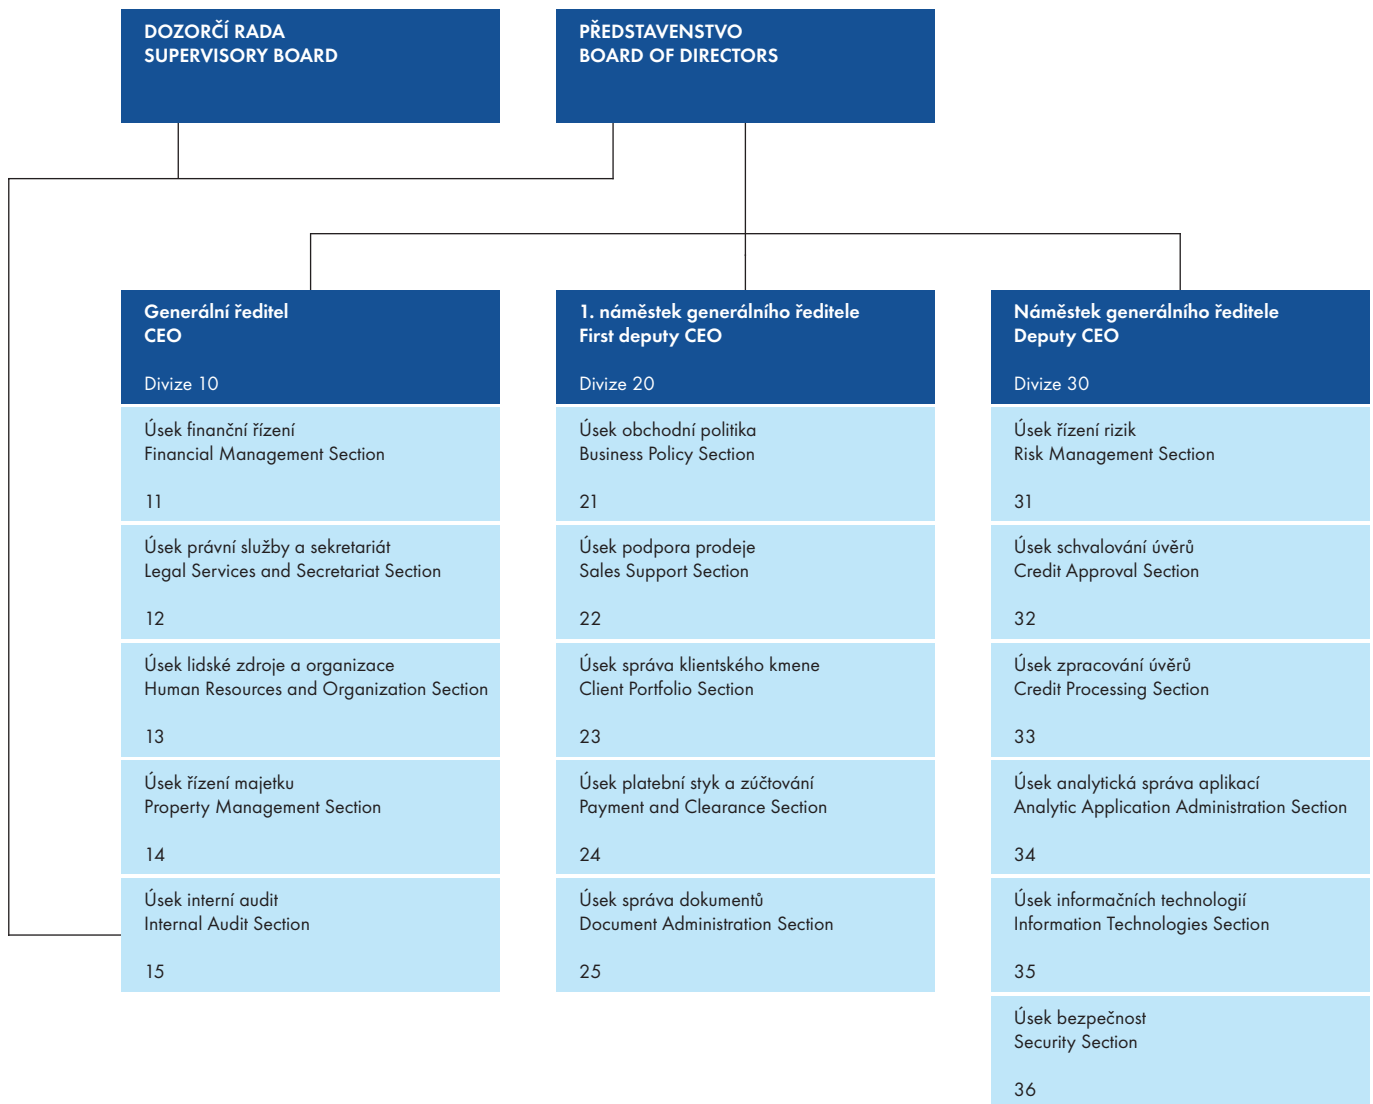 DOZORČÍ RADA
SUPERVISORY BOARD
PŘEDSTAVENSTVO
BOARD OF DIRECTORS
Generální ředitel
CEO
Divize 10
Úsek finanční řízení
Financial Management Section
11
Úsek právní služby a sekretariát
Legal Services and Secretariat Section
12
Úsek lidské zdroje a organizace
Human Resources and Organization Section
13
Úsek řízení majetku
Property Management Section
14
Úsek interní audit
Internal Audit Section
15
1. náměstek generálního ředitele
First deputy CEO
Divize 20
Úsek obchodní politika
Business Policy Section
21
Úsek podpora prodeje
Sales Support Section
22
Úsek správa klientského kmene
Client Portfolio Section
23
Úsek platební styk a zúčtování
Payment and Clearance Section
24
Úsek správa dokumentů
Document Administration Section
25
Náměstek generálního ředitele
Deputy CEO
Divize 30
Úsek řízení rizik
Risk Management Section
31
Úsek schvalování úvěrů
Credit Approval Section
32
Úsek zpracování úvěrů
Credit Processing Section
33
Úsek analytická správa aplikací
Analytic Application Administration Section
34
Úsek informačních technologií
Information Technologies Section
35
Úsek bezpečnost
Security Section
36